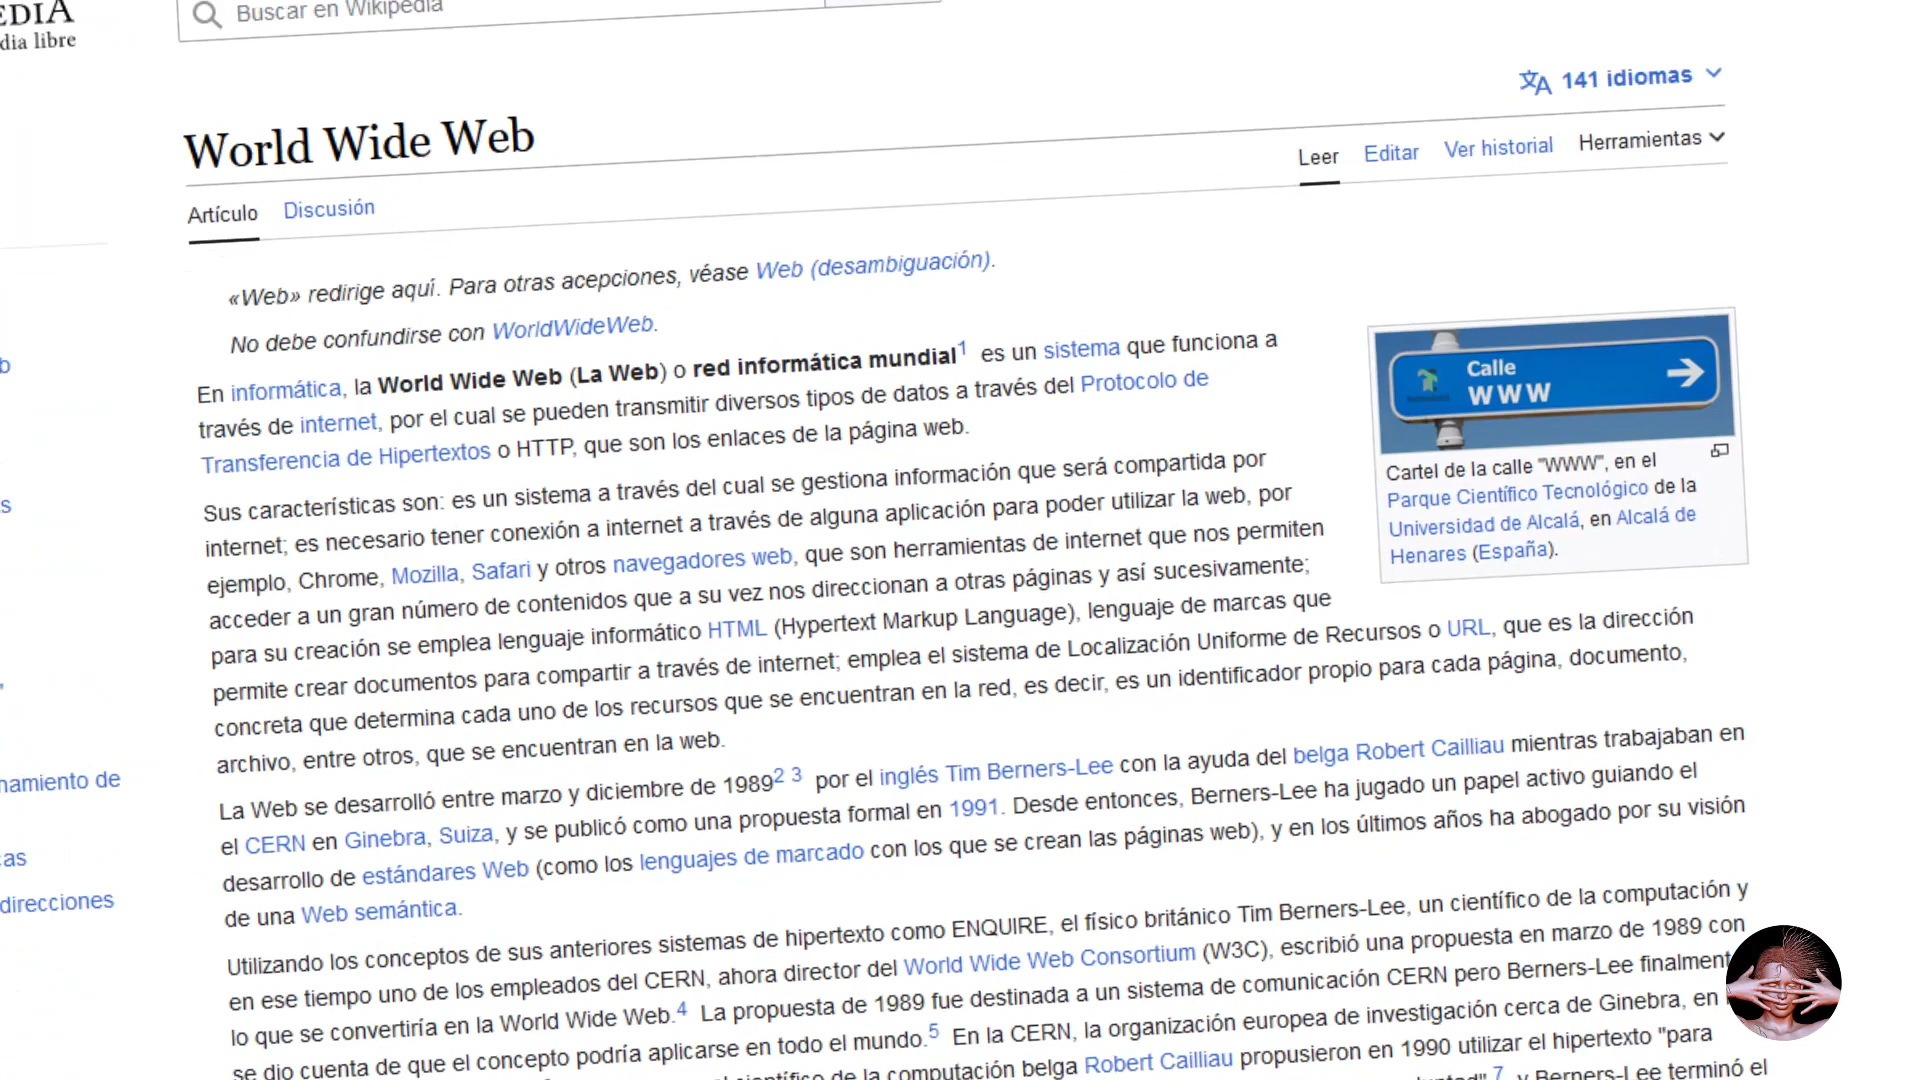 dia libre
Buscar en Wikipedia
141 idiomas
World Wide Web
Artículo Discusión
Leer Editar Ver historial Herramientas
«Web» redirige aquí. Para otras acepciones, véase Web (desambiguación).
No debe confundirse con WorldWideWeb.
En informática, la World Wide Web (La Web) o red informática mundial1 es un sistema que funciona a
través de internet, por el cual se pueden transmitir diversos tipos de datos a través del Protocolo de
Transferencia de Hipertextos o HTTP, que son los enlaces de la página web.
Sus características son: es un sistema a través del cual se gestiona información que será compartida por
internet; es necesario tener conexión a internet a través de alguna aplicación para poder utilizar la web, por
ejemplo, Chrome, Mozilla, Safari y otros navegadores web, que son herramientas de internet que nos permiten
acceder a un gran número de contenidos que a su vez nos direccionan a otras páginas y así sucesivamente;
para su creación se emplea lenguaje informático HTML (Hypertext Markup Language), lenguaje de marcas que
permite crear documentos para compartir a través de internet; emplea el sistema de Localización Uniforme de Recursos o URL, que es la dirección
concreta que determina cada uno de los recursos que se encuentran en la red, es decir, es un identificador propio para cada página, documento,
archivo, entre otros, que se encuentran en la web.
Calle
WWW
Cartel de la calle "WWW", en el
Parque Científico Tecnológico de la
Universidad de Alcalá, en Alcalá de
Henares (España).
La Web se desarrolló entre marzo y diciembre de 19892 3 por el inglés Tim Berners-Lee con la ayuda del belga Robert Cailliau mientras trabajaban en
el CERN en Ginebra, Suiza, y se publicó como una propuesta formal en 1991. Desde entonces, Berners-Lee ha jugado un papel activo guiando el
desarrollo de estándares Web (como los lenguajes de marcado con los que se crean las páginas web), y en los últimos años ha abogado por su visión
de una Web semántica.
Utilizando los conceptos de sus anteriores sistemas de hipertexto como ENQUIRE, el físico británico Tim Berners-Lee, un científico de la computación y
en ese tiempo uno de los empleados del CERN, ahora director del World Wide Web Consortium (W3C), escribió una propuesta en marzo de 1989 con
lo que se convertiría en la World Wide Web.4 La propuesta de 1989 fue destinada a un sistema de comunicación CERN pero Berners-Lee finalment
se dio cuenta de que el concepto podría aplicarse en todo el mundo.5 En la CERN, la organización europea de investigación cerca de Ginebra, en
científico de la computación belga Robert Cailliau propusieron en 1990 utilizar el hipertexto "para
7 y Berners-Lee terminó el
namiento de
direcciones